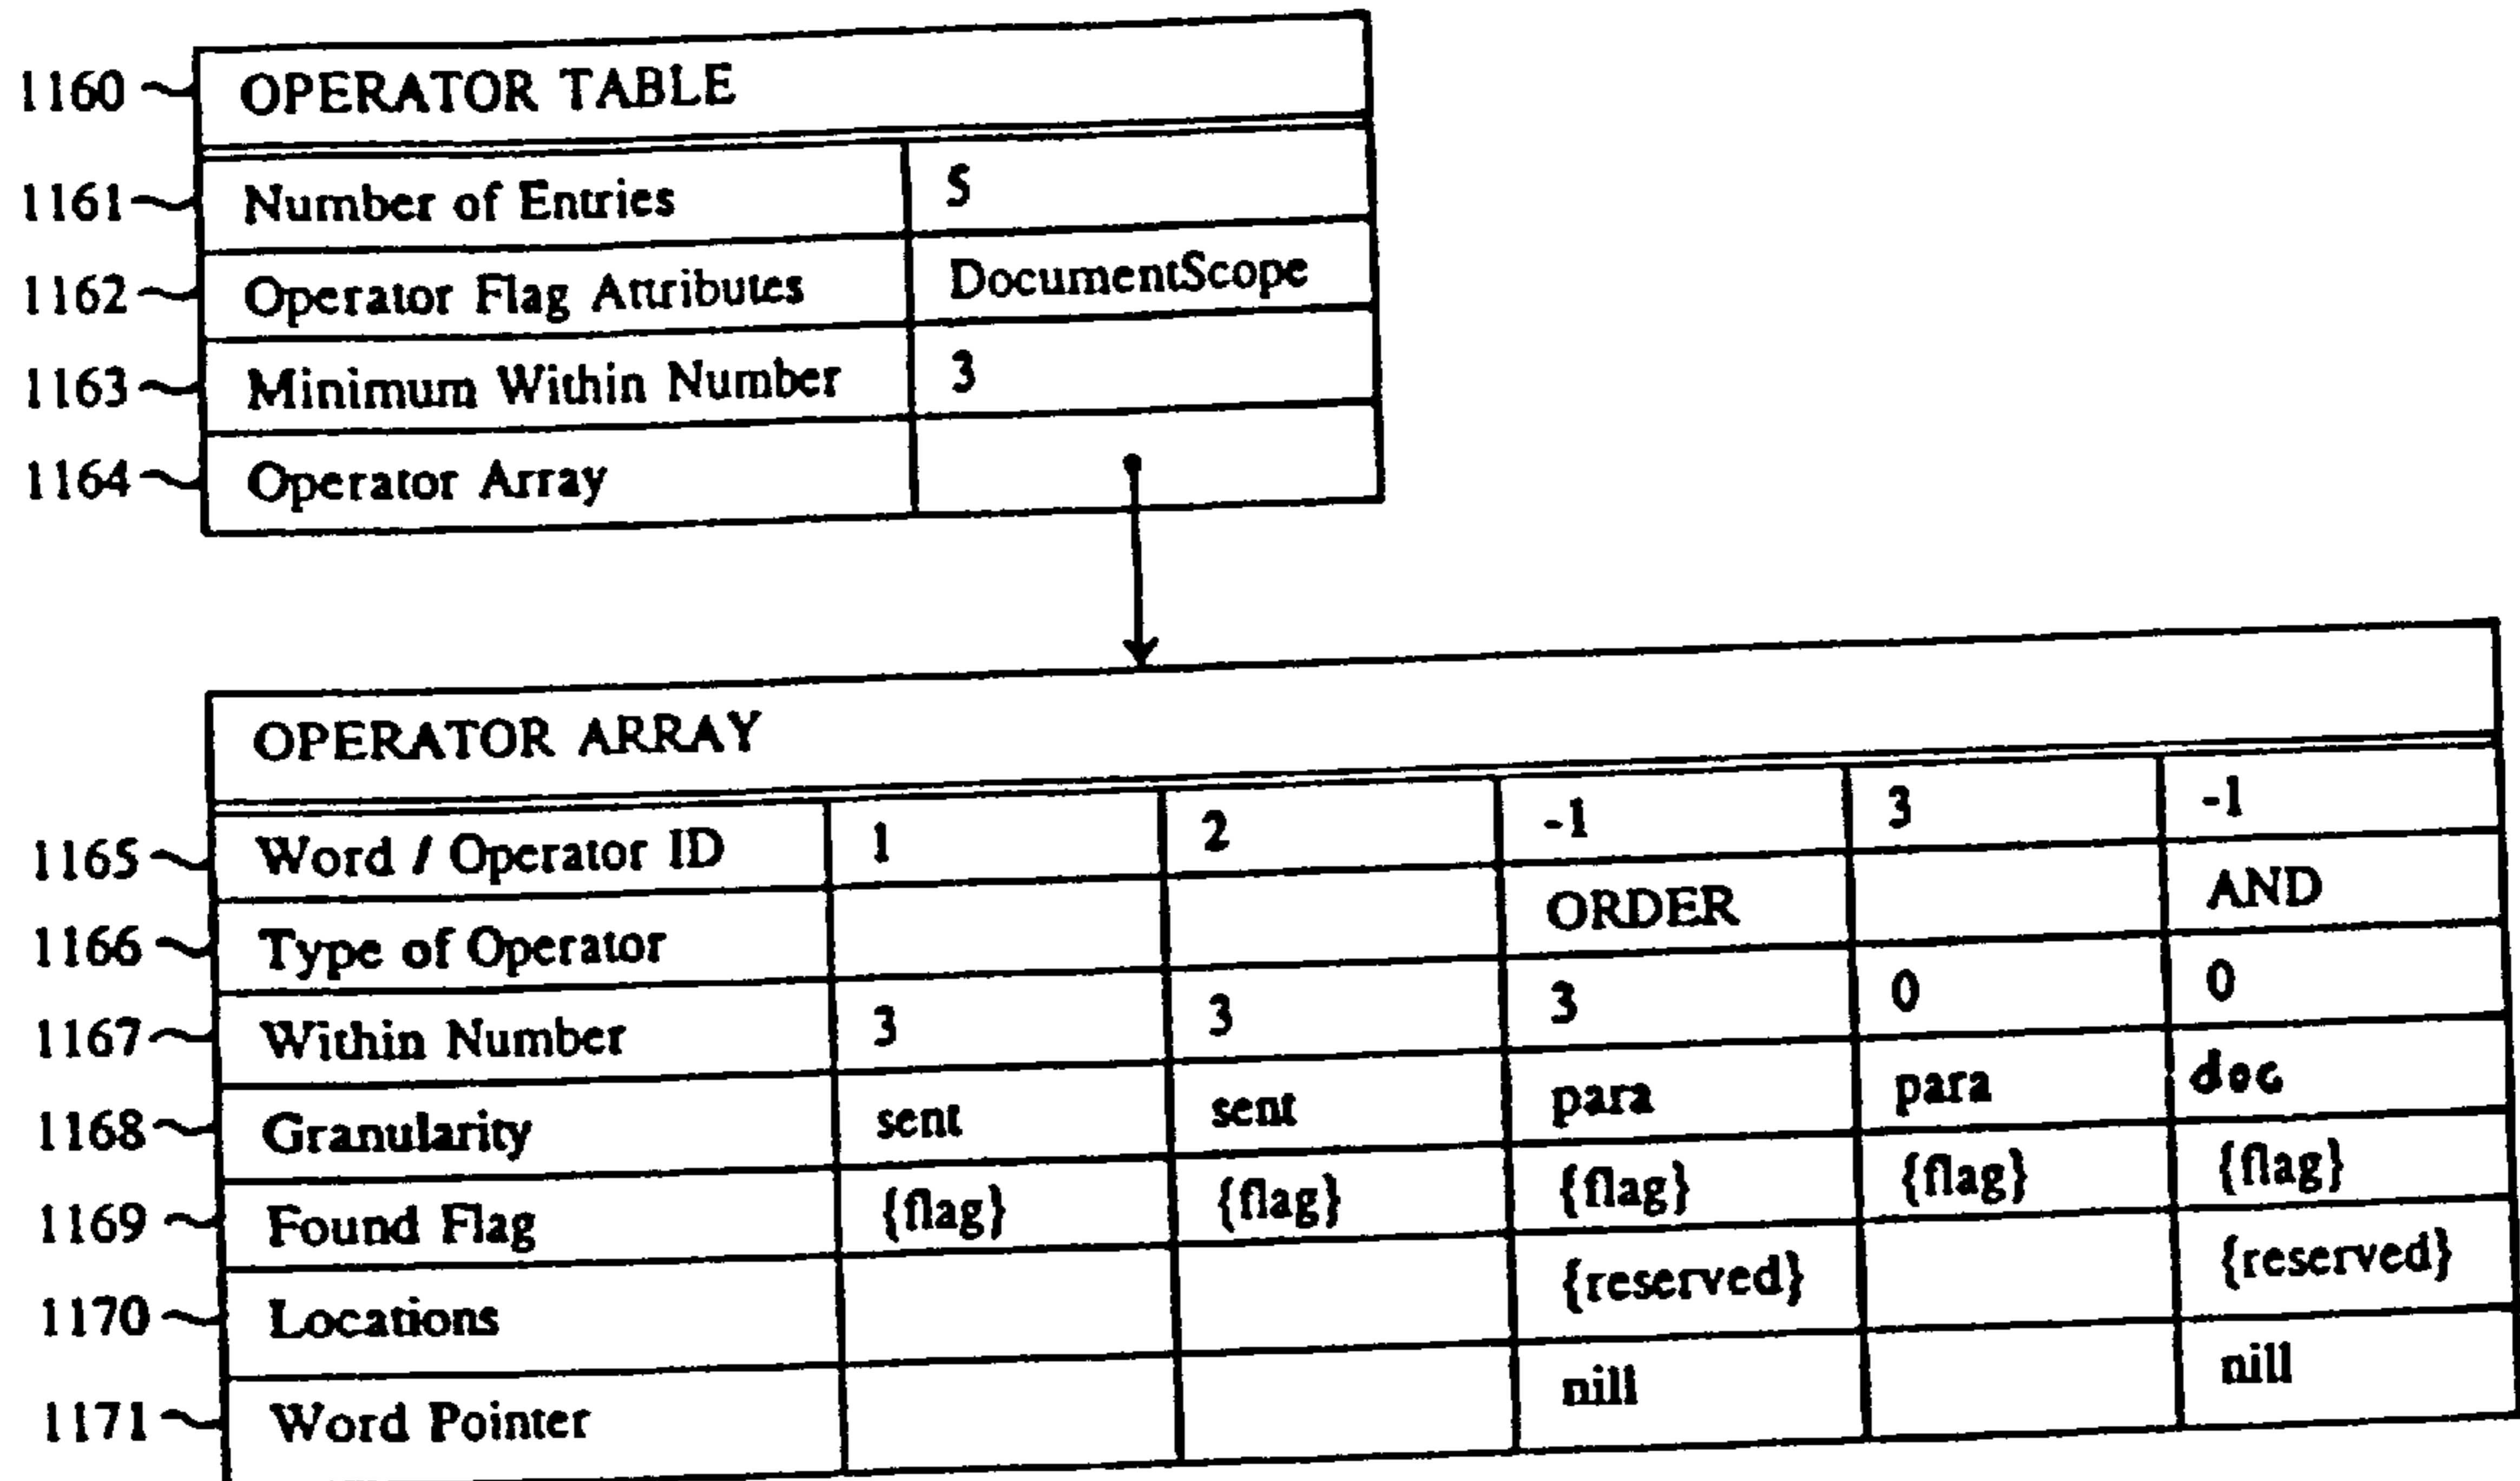 1160 OPERATOR TABLE
1161 Number of Entries 5
1162 Operator Flag Attributes DocumentScope
1163 Minimum Within Number 3
1164 Operator Array
OPERATOR ARRAY
1165 Word / Operator ID 1 2 -1 3 -1
1166 Type of Operator ORDER AND
1167 Within Number 3 3 3 0 0
1168 Granularity sent sent para para doc
1169 Found Flag {flag} {flag} {flag} {flag} {flag}
1170 Locations {reserved} {reserved}
1171 Word Pointer nill nill